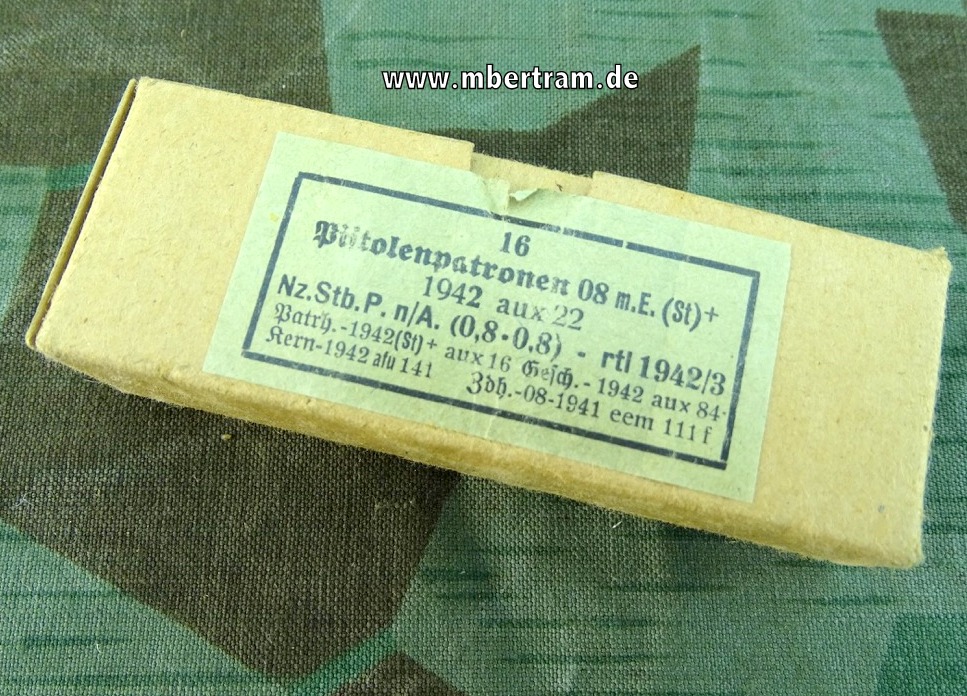 www.mbertram.de
16
Pistolenpatronen 08 m.E. (St)+
1942 aux 22
Nz.Stb.P. n/A. (0,8·0,8) - rtl 1942/3
Patrh.-1942(St)+ aux 16 Gesch.-1942 aux 84-
Kern-1942 afu 141 Zdh.-08-1941 eem 111 f